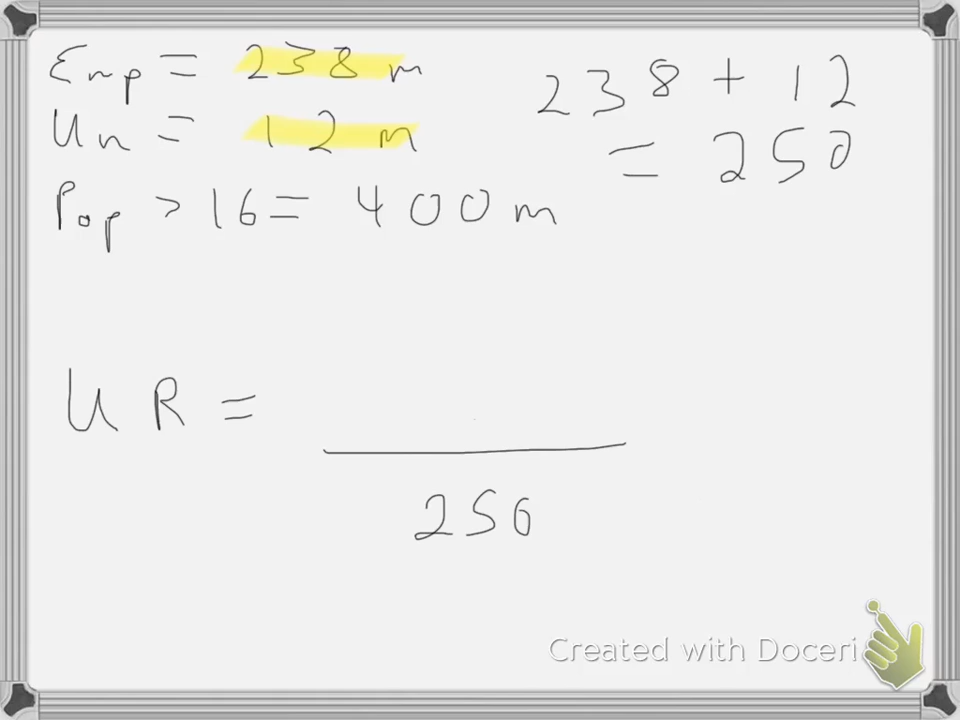 Emp = 238 m
Un = 12 m
Pop > 16 = 400 m
238 + 12
= 250
UR =
250
Created with Doceri